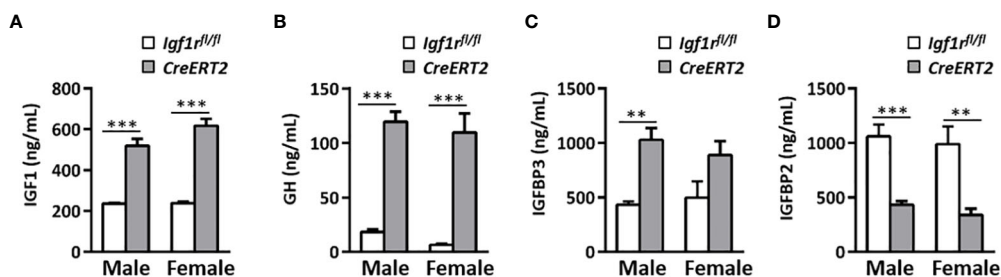 A
Igf1r^fl/fl
CreERT2
IGF1 (ng/mL)
800
600
400
200
0
***
***
Male Female
B
Igf1r^fl/fl
CreERT2
GH (ng/mL)
150
100
50
0
***
***
Male Female
C
Igf1r^fl/fl
CreERT2
IGFBP3 (ng/mL)
1500
1000
500
0
**
Male Female
D
Igf1r^fl/fl
CreERT2
IGFBP2 (ng/mL)
1500
1000
500
0
***
**
Male Female